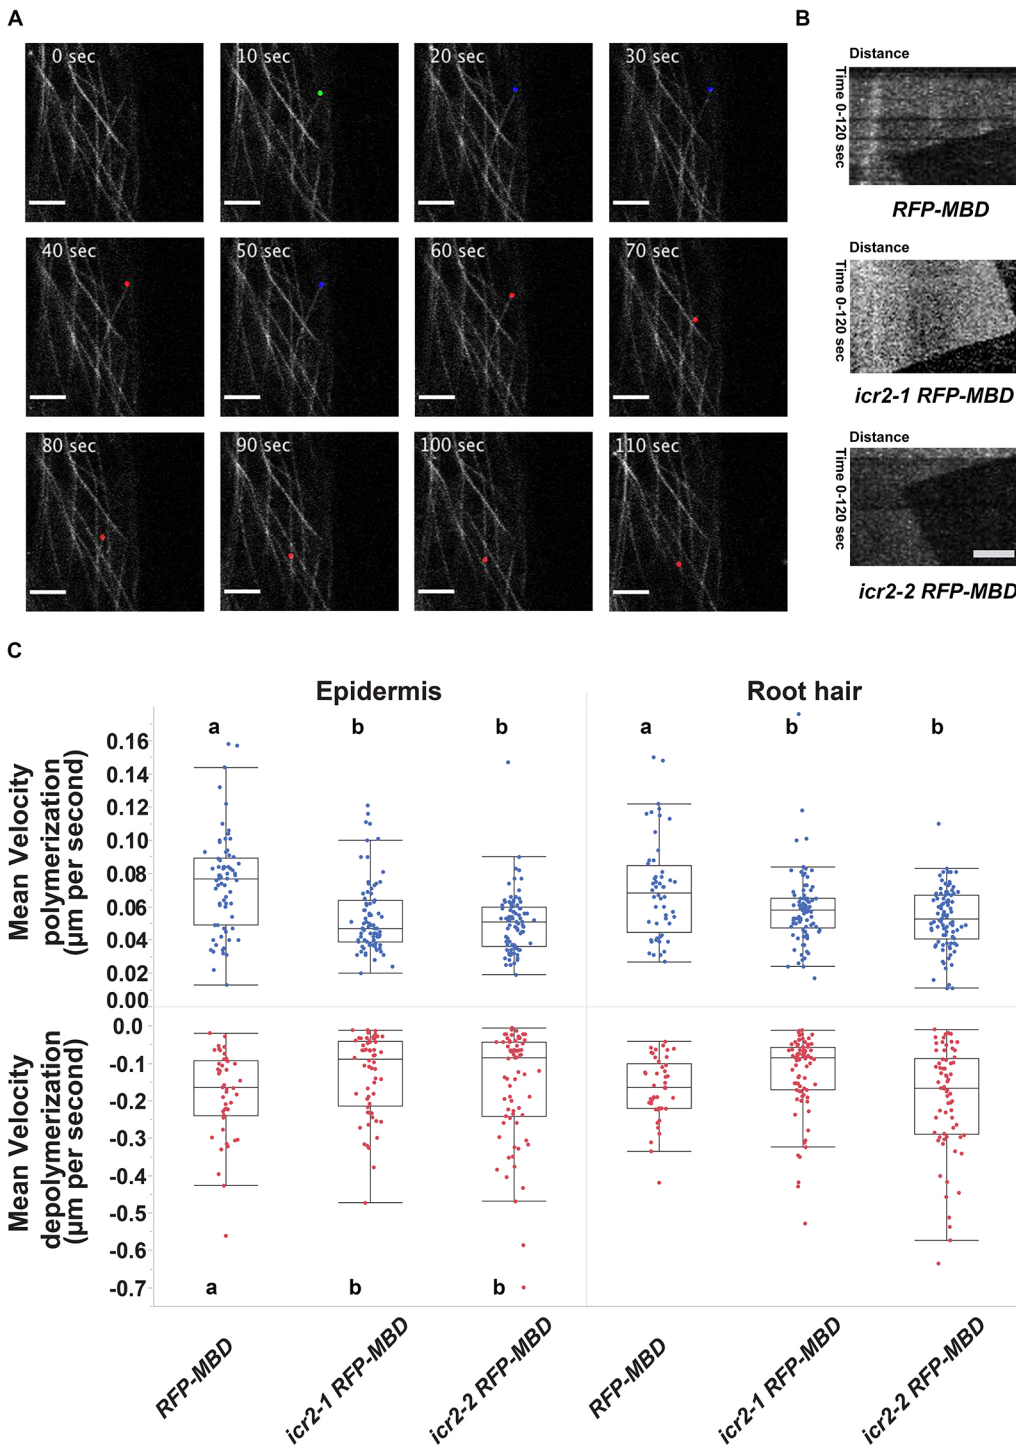 A
B
0 sec
10 sec
20 sec
30 sec
40 sec
50 sec
60 sec
70 sec
80 sec
90 sec
100 sec
110 sec
Distance
Time 0-120 sec
RFP-MBD
Distance
Time 0-120 sec
icr2-1 RFP-MBD
Distance
Time 0-120 sec
icr2-2 RFP-MBD
C
Epidermis
Root hair
Mean Velocity
polymerization
(µm per second)
0.16
0.14
0.12
0.10
0.08
0.06
0.04
0.02
0.00
a
b
b
a
b
b
Mean Velocity
depolymerization
(µm per second)
0.0
-0.1
-0.2
-0.3
-0.4
-0.5
-0.6
-0.7
a
b
b
RFP-MBD
icr2-1 RFP-MBD
icr2-2 RFP-MBD
RFP-MBD
icr2-1 RFP-MBD
icr2-2 RFP-MBD